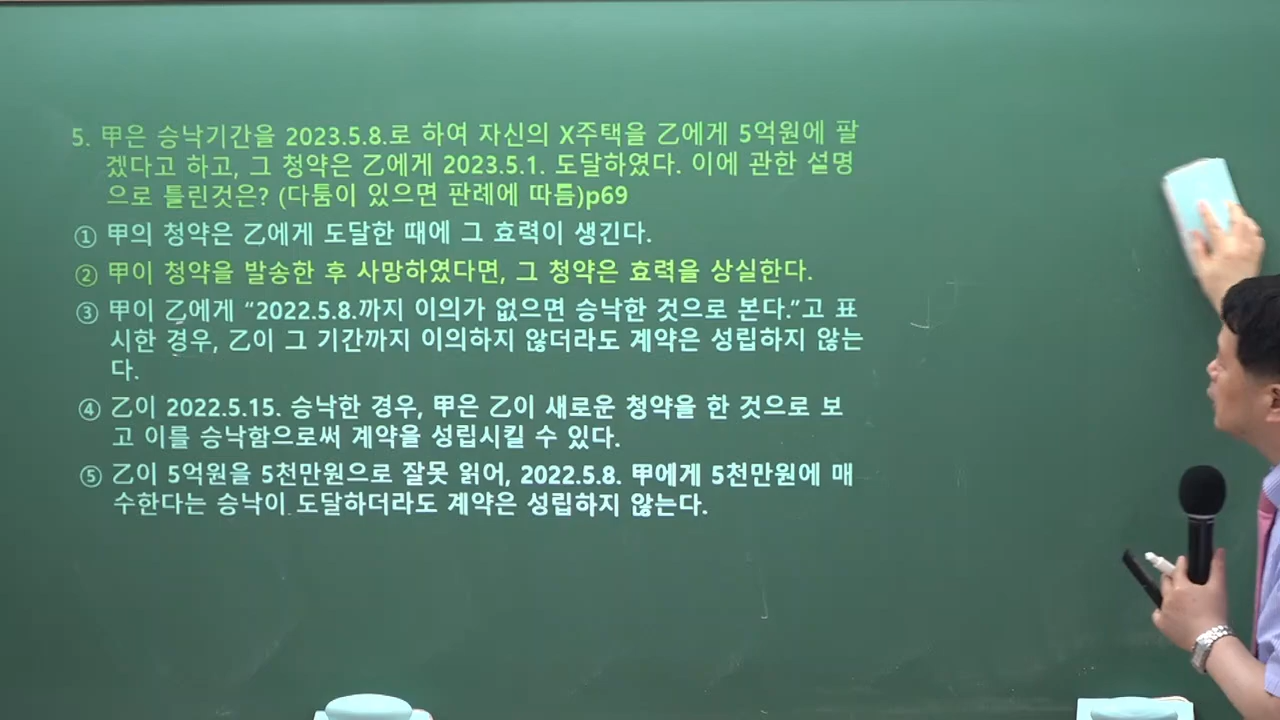 5. 甲은 승낙기간을 2023.5.8.로 하여 자신의 X주택을 乙에게 5억원에 팔
겠다고 하고, 그 청약은 乙에게 2023.5.1. 도달하였다. 이에 관한 설명
으로 틀린것은? (다툼이 있으면 판례에 따름)p69
① 甲의 청약은 乙에게 도달한 때에 그 효력이 생긴다.
② 甲이 청약을 발송한 후 사망하였다면, 그 청약은 효력을 상실한다.
③ 甲이 乙에게 “2022.5.8.까지 이의가 없으면 승낙한 것으로 본다.”고 표
시한 경우, 乙이 그 기간까지 이의하지 않더라도 계약은 성립하지 않는
다.
④ 乙이 2022.5.15. 승낙한 경우, 甲은 乙이 새로운 청약을 한 것으로 보
고 이를 승낙함으로써 계약을 성립시킬 수 있다.
⑤ 乙이 5억원을 5천만원으로 잘못 읽어, 2022.5.8. 甲에게 5천만원에 매
수한다는 승낙이 도달하더라도 계약은 성립하지 않는다.